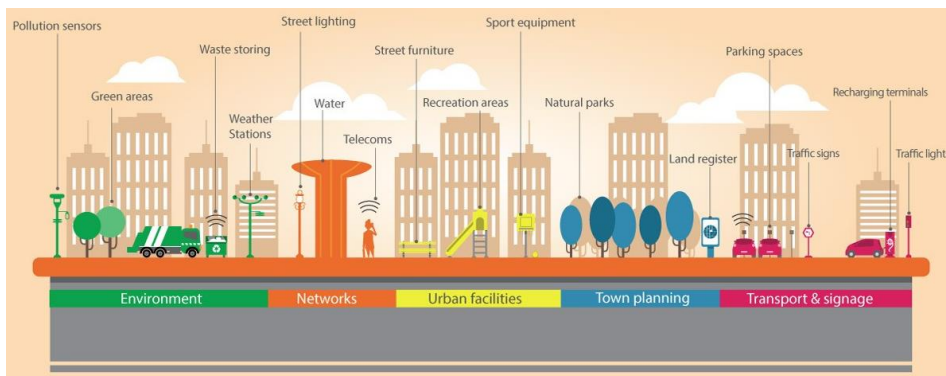 Pollution sensors
Street lighting
Sport equipment
Waste storing
Street furniture
Parking spaces
Green areas
Weather
Stations
Water
Telecoms
Recreation areas
Natural parks
Land register
Traffic signs
Recharging terminals
Traffic light
Environment
Networks
Urban facilities
Town planning
Transport & signage